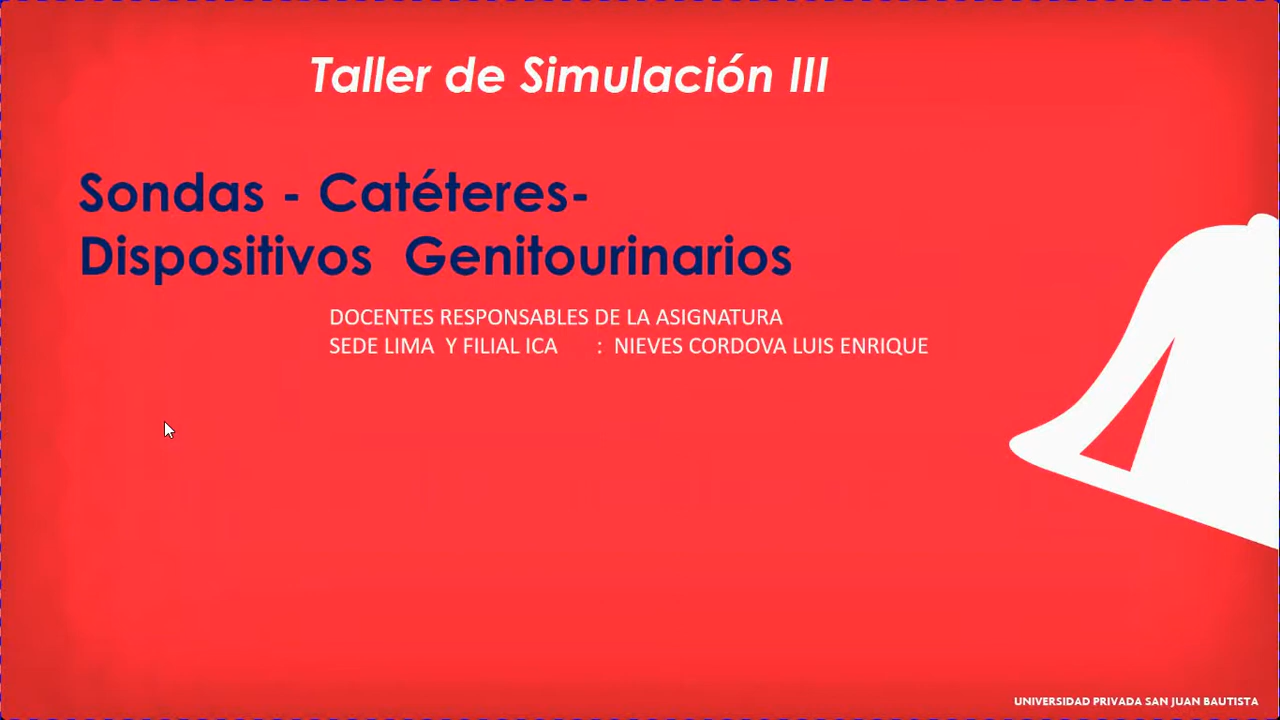 Taller de Simulación III
Sondas - Catéteres-
Dispositivos Genitourinarios
DOCENTES RESPONSABLES DE LA ASIGNATURA
SEDE LIMA Y FILIAL ICA : NIEVES CORDOVA LUIS ENRIQUE
UNIVERSIDAD PRIVADA SAN JUAN BAUTISTA